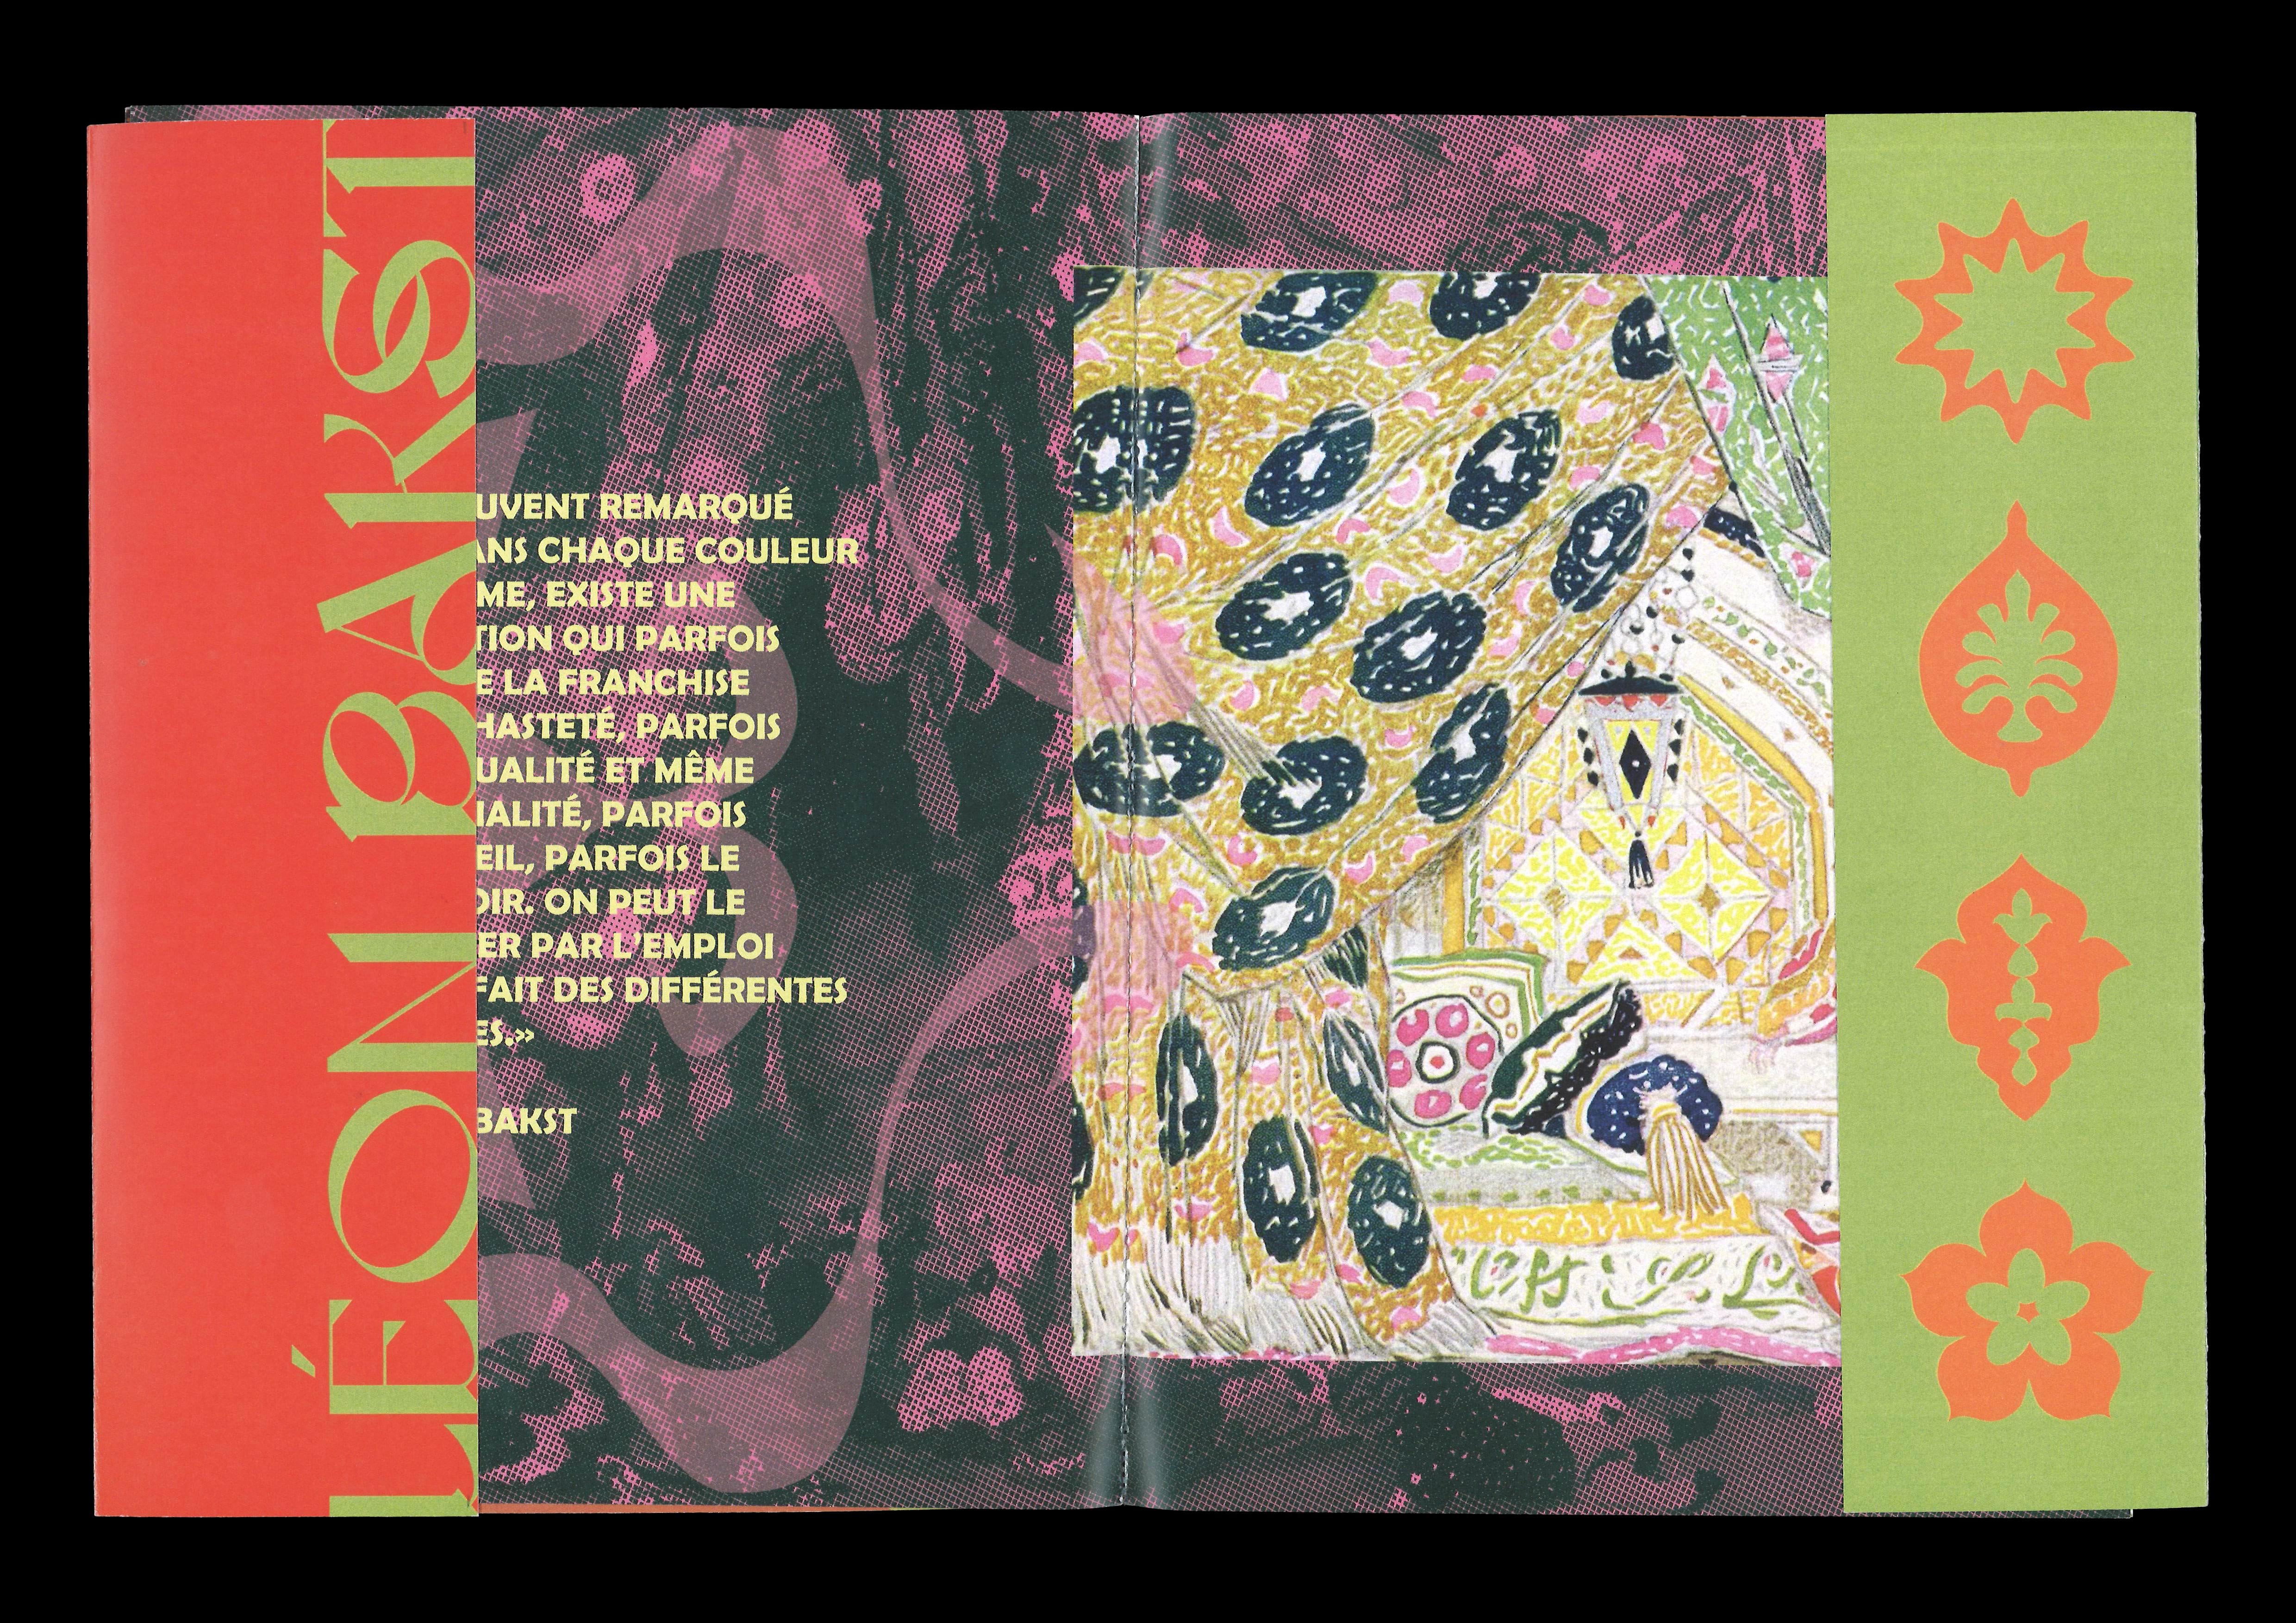 LÉON BAKST
UVENT REMARQUÉ
ANS CHAQUE COULEUR
ME, EXISTE UNE
TION QUI PARFOIS
E LA FRANCHISE
HASTETÉ, PARFOIS
UALITÉ ET MÊME
IALITÉ, PARFOIS
EIL, PARFOIS LE
OIR. ON PEUT LE
ER PAR L'EMPLOI
FAIT DES DIFFÉRENTES
ES.»
BAKST